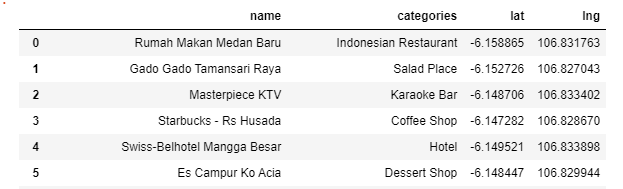 name categories lat lng
0 Rumah Makan Medan Baru Indonesian Restaurant -6.158865 106.831763
1 Gado Gado Tamansari Raya Salad Place -6.152726 106.827043
2 Masterpiece KTV Karaoke Bar -6.148706 106.833402
3 Starbucks - Rs Husada Coffee Shop -6.147282 106.828670
4 Swiss-Belhotel Mangga Besar Hotel -6.149521 106.833898
5 Es Campur Ko Acia Dessert Shop -6.148447 106.829944